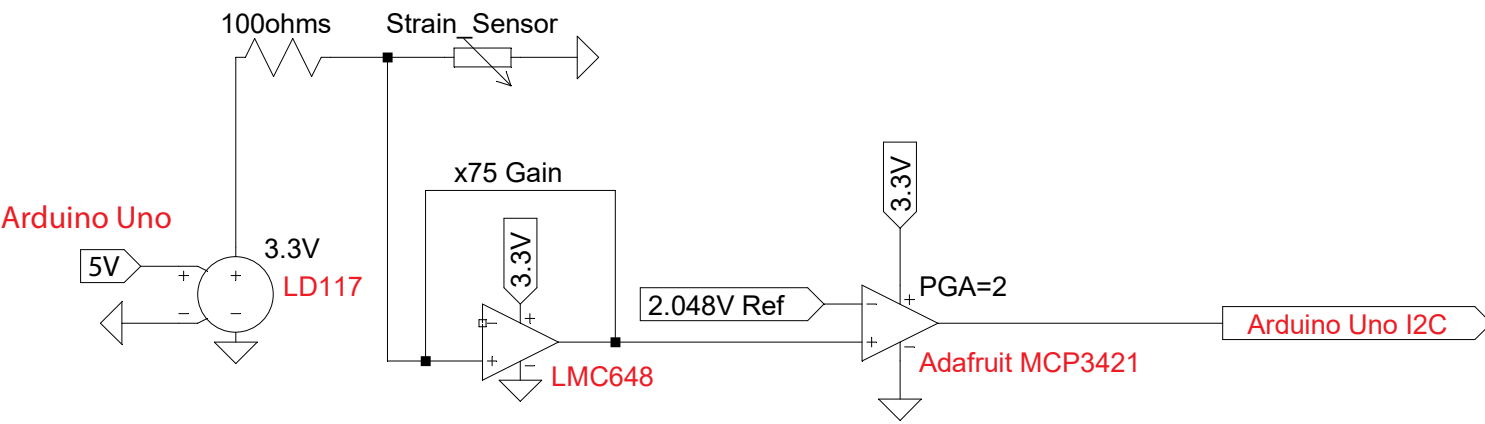 100ohms
Strain_Sensor
x75 Gain
3.3V
Arduino Uno
5V
3.3V
LD117
3.3V
2.048V Ref
PGA=2
Arduino Uno I2C
Adafruit MCP3421
LMC648